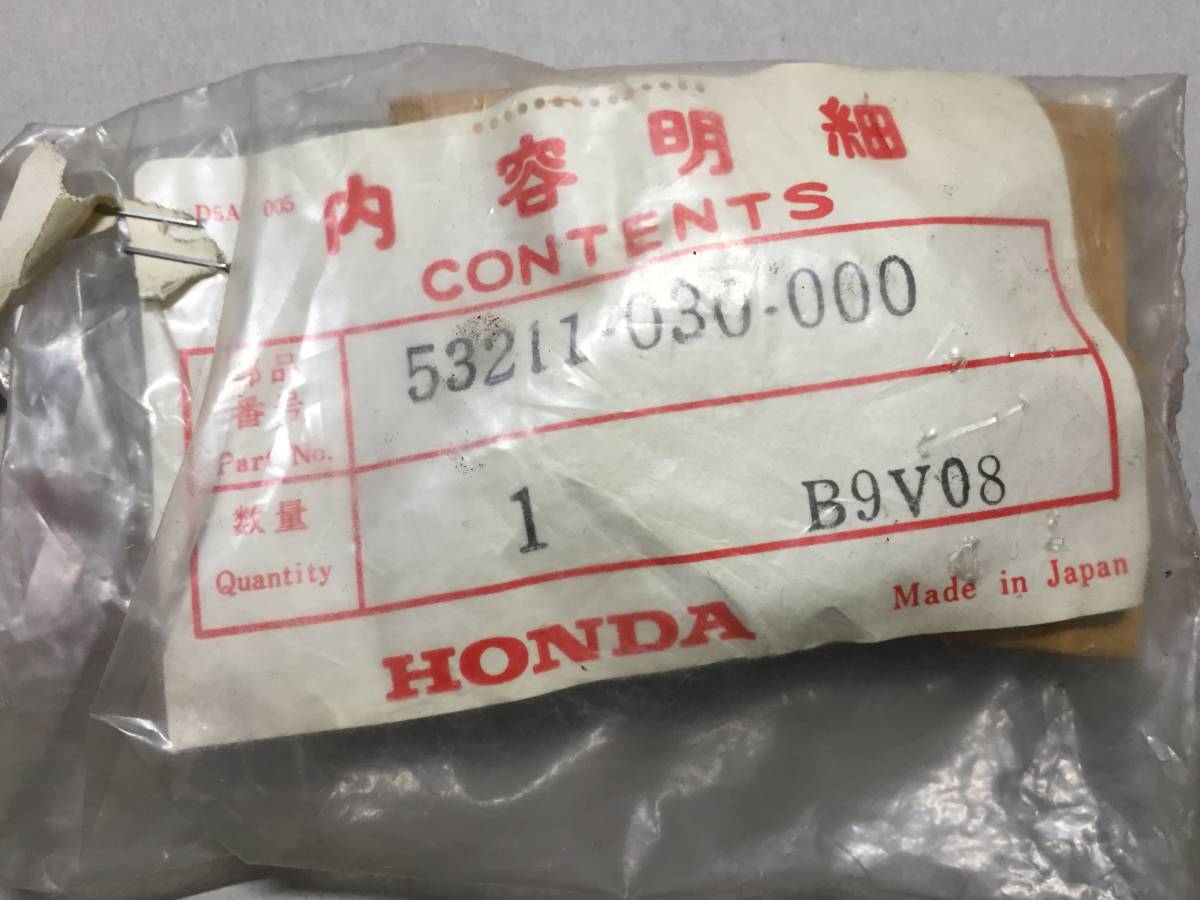 D5A 005
内容明細
CONTENTS
部品
番号
Part No.
53211-030-000
数量
Quantity
1
B9V08
HONDA
Made in Japan